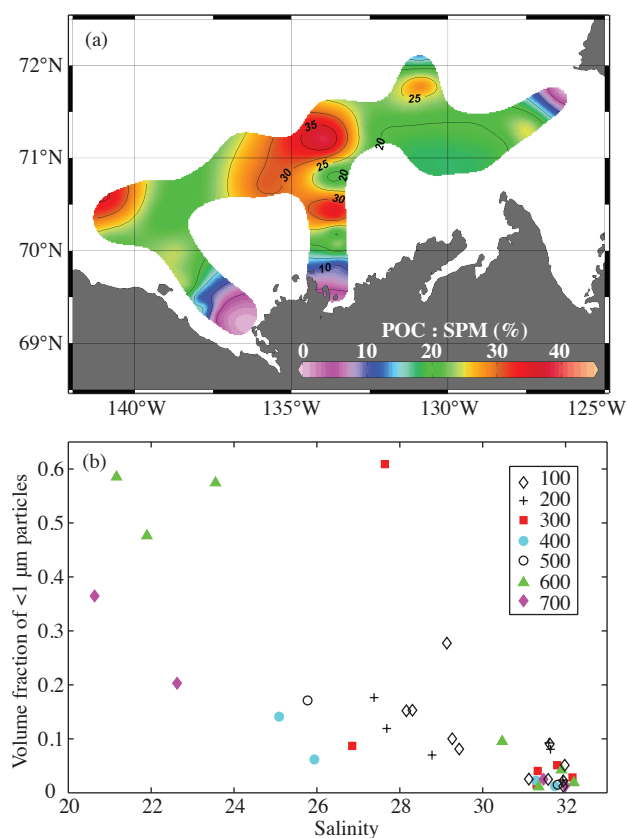 (a)
72°N
71°N
70°N
69°N
35
25
20
30
25
20
30
10
POC : SPM (%)
0 10 20 30 40
140°W 135°W 130°W 125°W
(b)
Volume fraction of <1 µm particles
0.6
0.5
0.4
0.3
0.2
0.1
0
100
200
300
400
500
600
700
20 22 24 26 28 30 32
Salinity